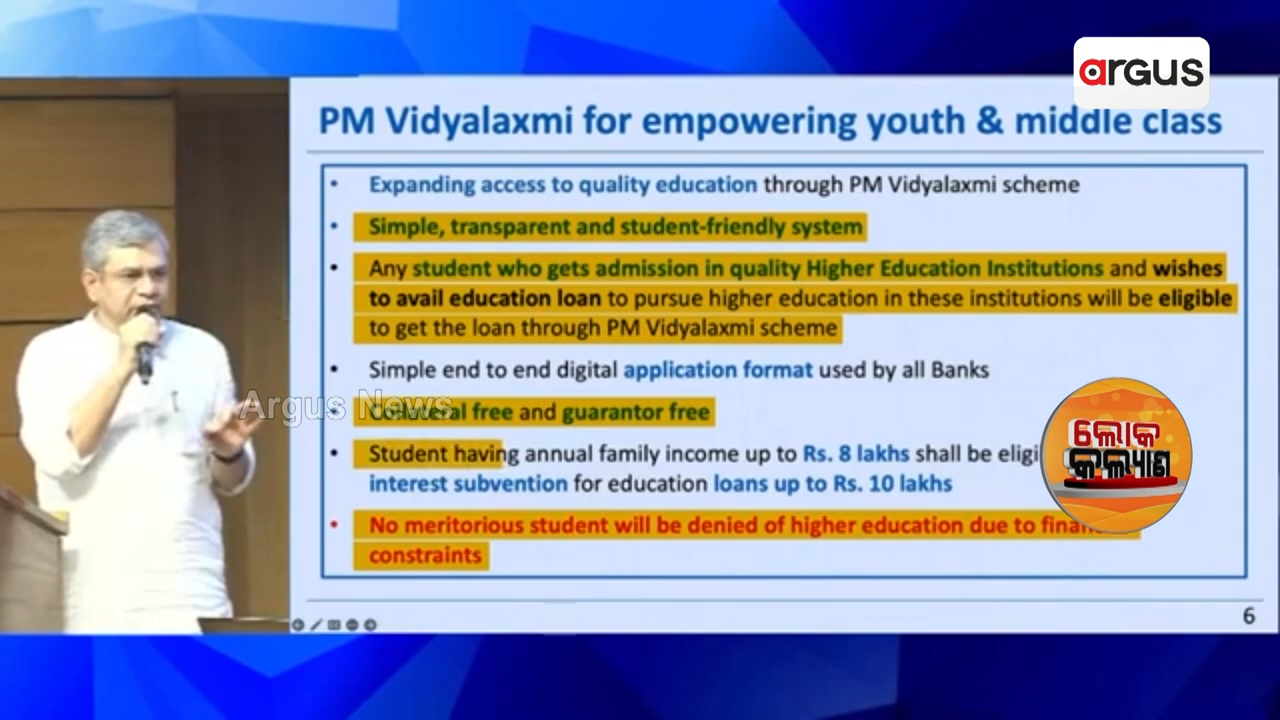 argus
PM Vidyalaxmi for empowering youth & middle class
• Expanding access to quality education through PM Vidyalaxmi scheme
• Simple, transparent and student-friendly system
• Any student who gets admission in quality Higher Education Institutions and wishes
to avail education loan to pursue higher education in these institutions will be eligible
to get the loan through PM Vidyalaxmi scheme
• Simple end to end digital application format used by all Banks
Argus News
free and guarantor free
• Student having annual family income up to Rs. 8 lakhs shall be
interest subvention for education loans up to Rs. 10 lakhs
ଲୋକ
କଲ୍ୟାଣ
• No meritorious student will be denied of higher education due to
constraints
6